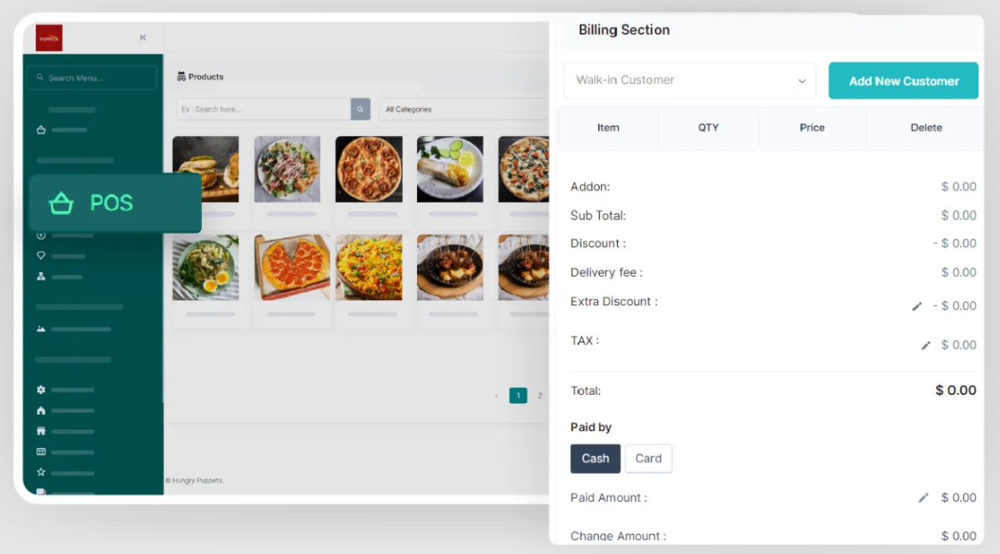 PUPPETS
Search Menu...
POS
Products
Ex : Search here...
All Categories
1 2
© Hungry Puppets.
Billing Section
Walk-in Customer
Add New Customer
Item QTY Price Delete
Addon: $ 0.00
Sub Total: $ 0.00
Discount : - $ 0.00
Delivery fee : $ 0.00
Extra Discount : - $ 0.00
TAX : $ 0.00
Total: $ 0.00
Paid by
Cash Card
Paid Amount : $ 0.00
Change Amount : $ 0.00